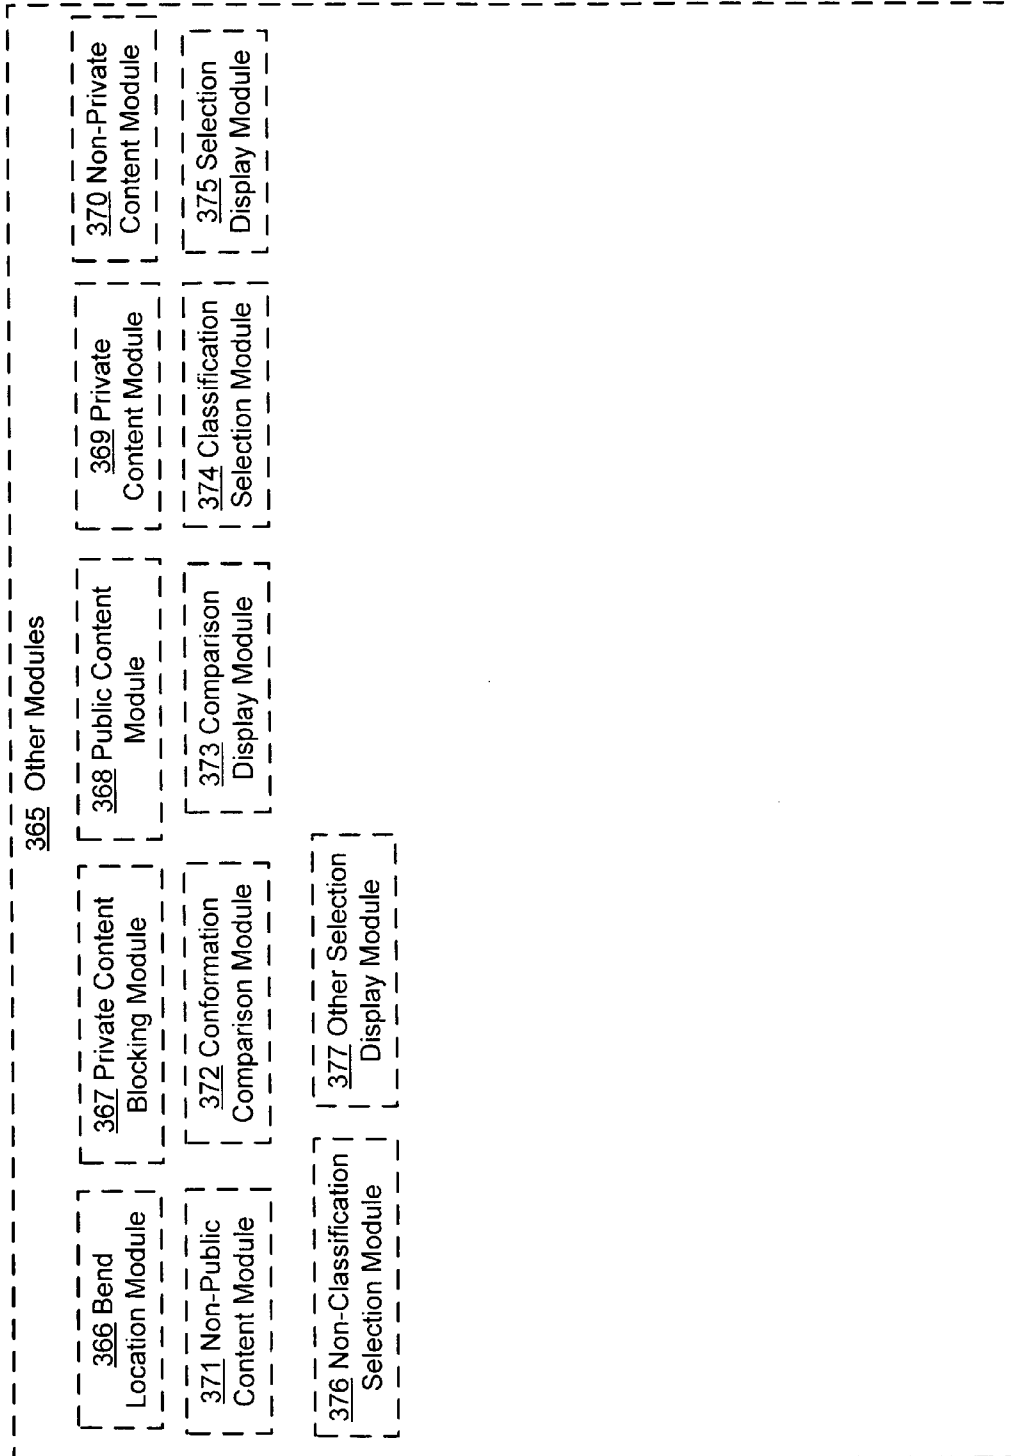 365 Other Modules
366 Bend
Location Module
367 Private Content
Blocking Module
368 Public Content
Module
369 Private
Content Module
370 Non-Private
Content Module
371 Non-Public
Content Module
372 Conformation
Comparison Module
373 Comparison
Display Module
374 Classification
Selection Module
375 Selection
Display Module
376 Non-Classification
Selection Module
377 Other Selection
Display Module